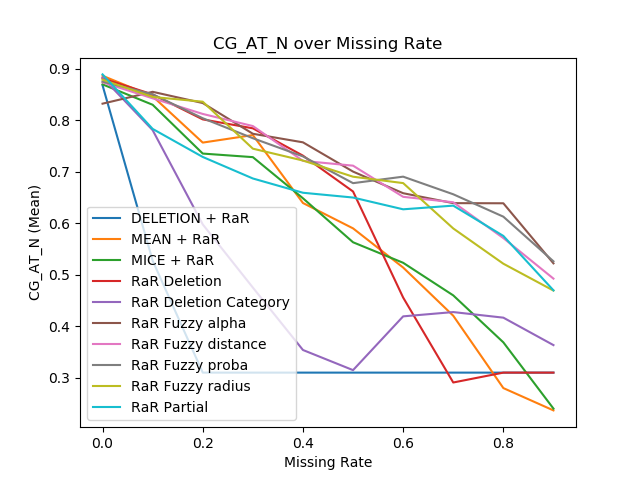 CG_AT_N over Missing Rate
CG_AT_N (Mean)
0.9
0.8
0.7
0.6
0.5
0.4
0.3
DELETION + RaR
MEAN + RaR
MICE + RaR
RaR Deletion
RaR Deletion Category
RaR Fuzzy alpha
RaR Fuzzy distance
RaR Fuzzy proba
RaR Fuzzy radius
RaR Partial
0.0 0.2 0.4 0.6 0.8
Missing Rate